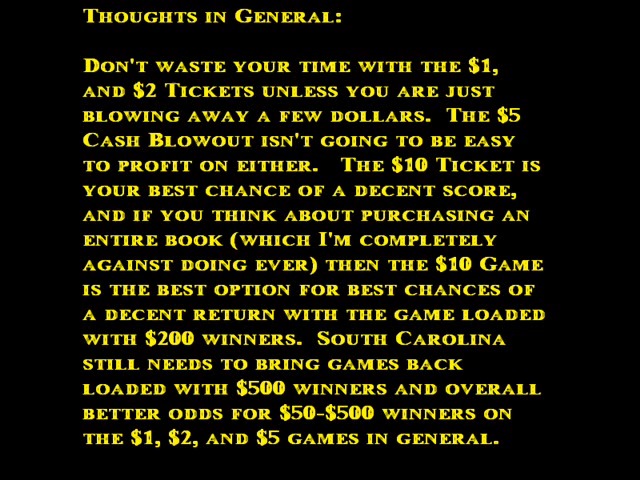 Thoughts in General:
Don't waste your time with the $1,
and $2 Tickets unless you are just
blowing away a few dollars. The $5
Cash Blowout isn't going to be easy
to profit on either. The $10 Ticket is
your best chance of a decent score,
and if you think about purchasing an
entire book (which I'm completely
against doing ever) then the $10 Game
is the best option for best chances of
a decent return with the game loaded
with $200 winners. South Carolina
still needs to bring games back
loaded with $500 winners and overall
better odds for $50-$500 winners on
the $1, $2, and $5 games in general.